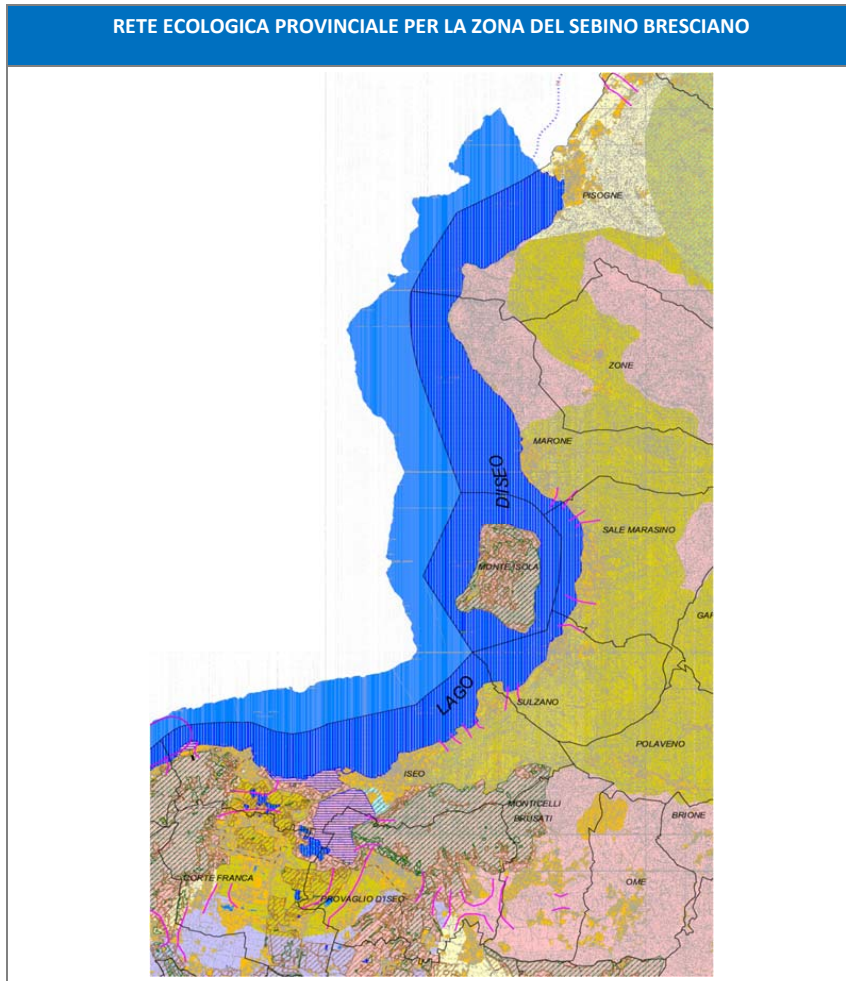 RETE ECOLOGICA PROVINCIALE PER LA ZONA DEL SEBINO BRESCIANO
PISOGNE
ZONE
MARONE
D'ISEO
SALE MARASINO
MONTE ISOLA
GAR
LAGO
SULZANO
POLAVENO
ISEO
MONTICELLI
BRUSATI
BRIONE
CORTE FRANCA
PROVAGLIO D'ISEO
OME